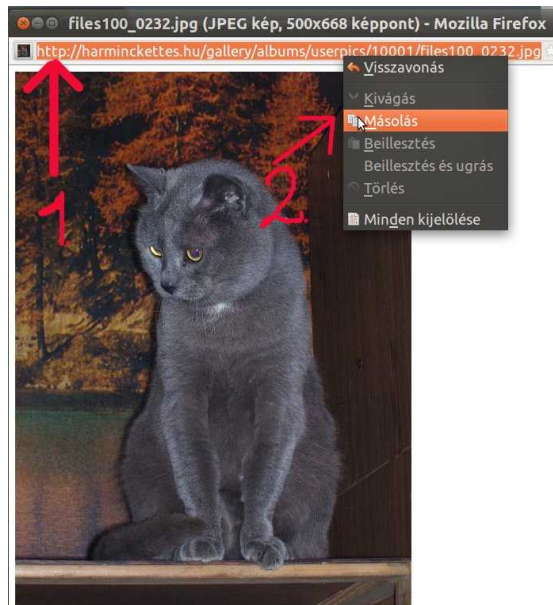 files100_0232.jpg (JPEG kép, 500x668 képpont) - Mozilla Firefox
http://harminckettes.hu/gallery/albums/userpics/10001/files100_0232.jpg
Visszavonás
Kivágás
Másolás
Beillesztés
Beillesztés és ugrás
Törlés
Minden kijelölése
1
2